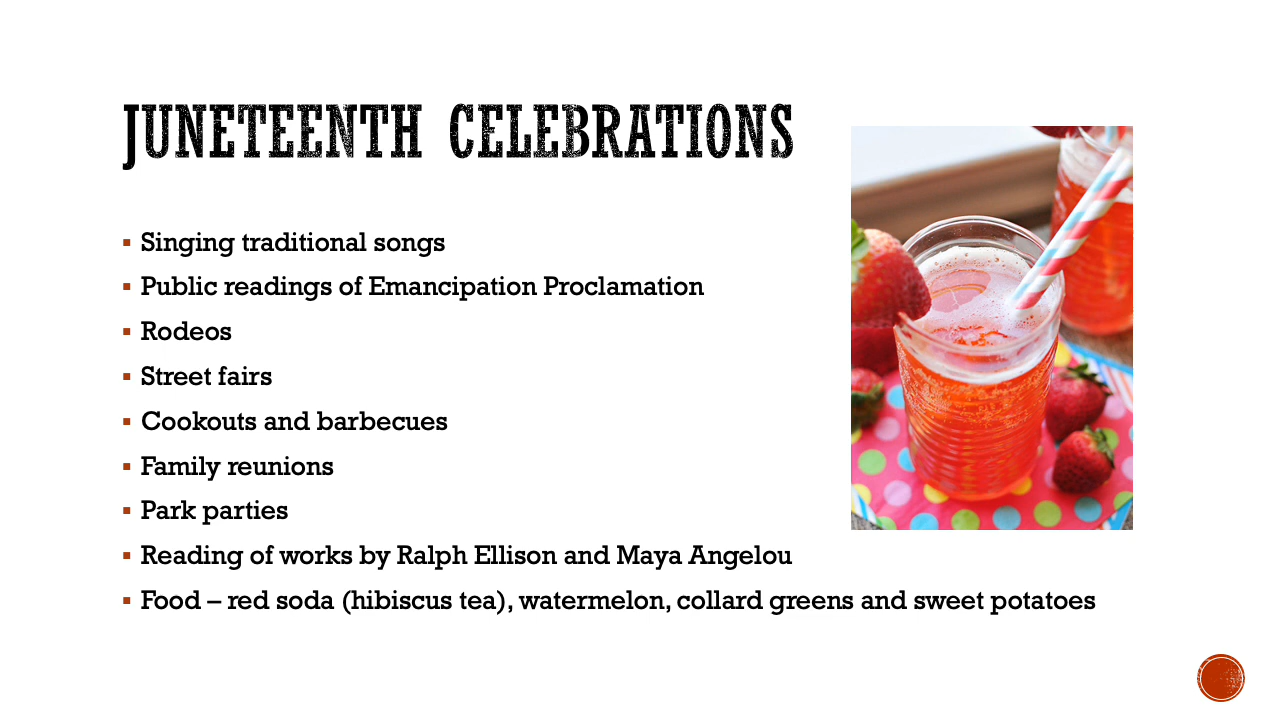 JUNETEENTH CELEBRATIONS
▪ Singing traditional songs
▪ Public readings of Emancipation Proclamation
▪ Rodeos
▪ Street fairs
▪ Cookouts and barbecues
▪ Family reunions
▪ Park parties
▪ Reading of works by Ralph Ellison and Maya Angelou
▪ Food – red soda (hibiscus tea), watermelon, collard greens and sweet potatoes